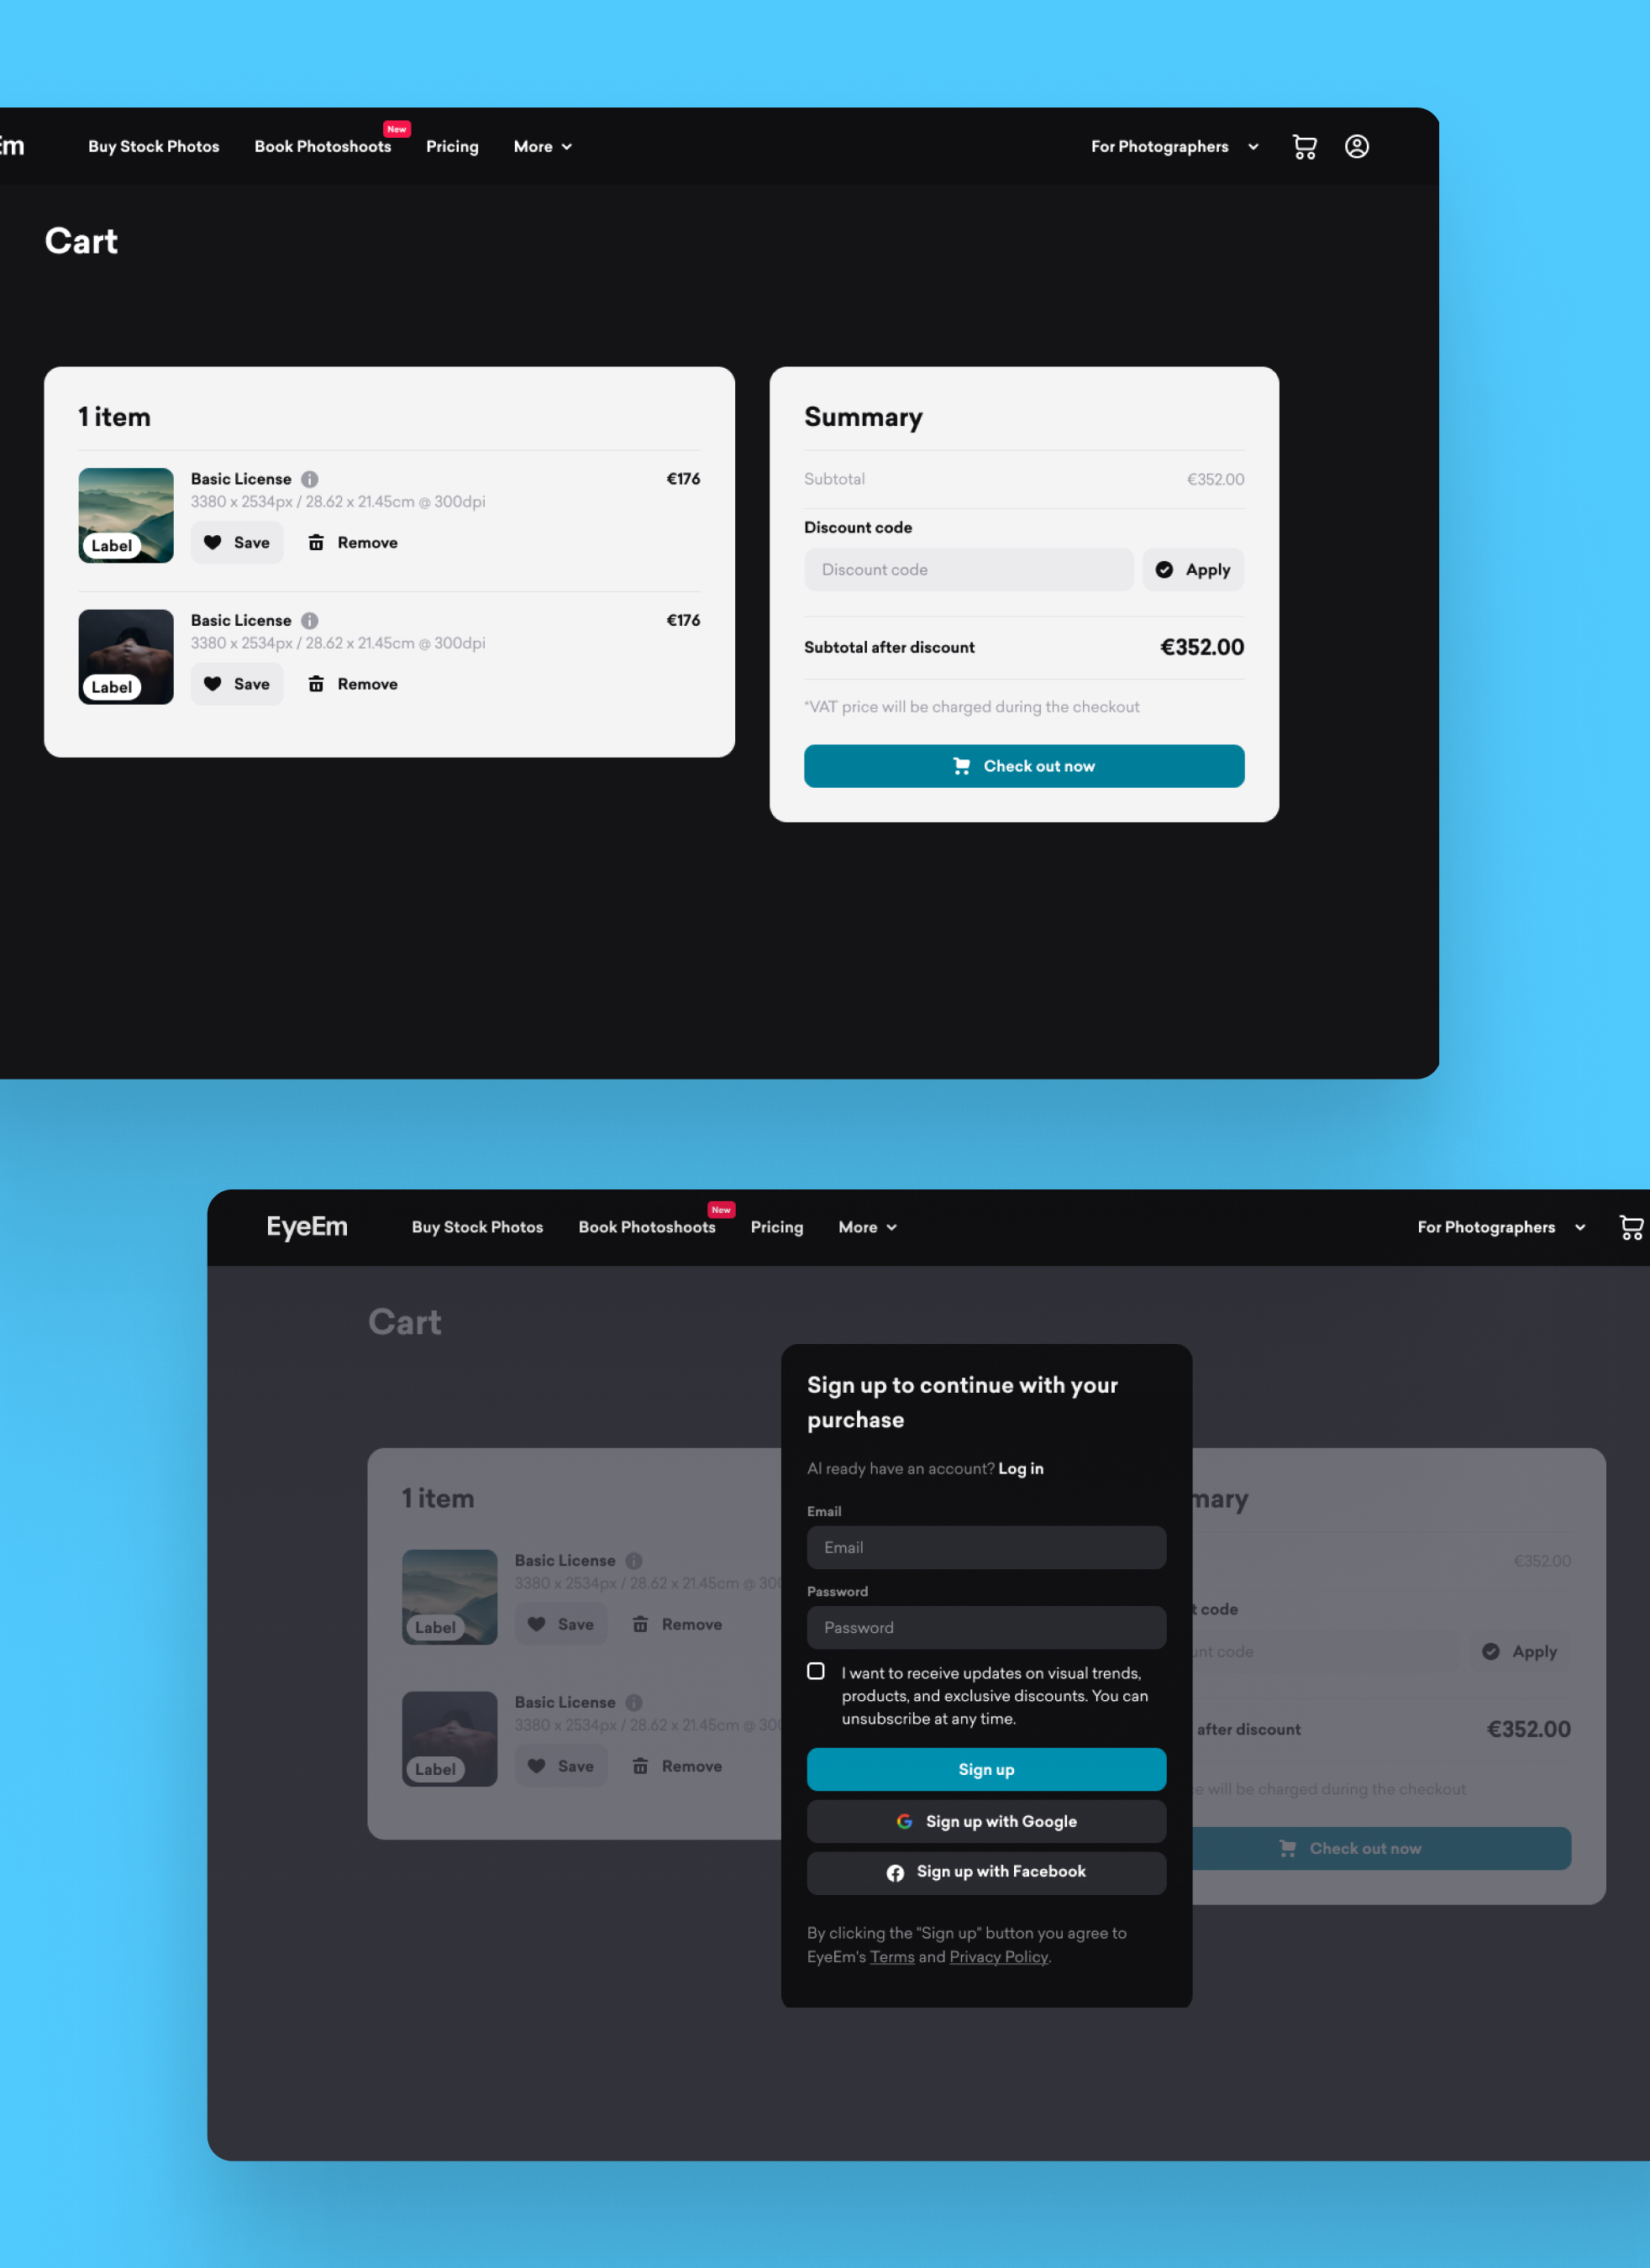 Em
Buy Stock Photos
Book Photoshoots
New
Pricing
More
For Photographers
Cart
1 item
Basic License
€176
3380 x 2534px / 28.62 x 21.45cm @ 300dpi
Label
Save
Remove
Basic License
€176
3380 x 2534px / 28.62 x 21.45cm @ 300dpi
Label
Save
Remove
Summary
Subtotal
€352.00
Discount code
Discount code
Apply
Subtotal after discount
€352.00
*VAT price will be charged during the checkout
Check out now
EyeEm
Buy Stock Photos
Book Photoshoots
New
Pricing
More
For Photographers
Cart
1 item
Basic License
3380 x 2534px / 28.62 x 21.45cm @ 300
Label
Save
Remove
Basic License
3380 x 2534px / 28.62 x 21.45cm @ 300
Label
Save
Remove
Sign up to continue with your
purchase
Al ready have an account? Log in
Email
Email
Password
Password
I want to receive updates on visual trends,
products, and exclusive discounts. You can
unsubscribe at any time.
Sign up
Sign up with Google
Sign up with Facebook
By clicking the "Sign up" button you agree to
EyeEm's Terms and Privacy Policy.
mary
€352.00
t code
unt code
Apply
after discount
€352.00
e will be charged during the checkout
Check out now